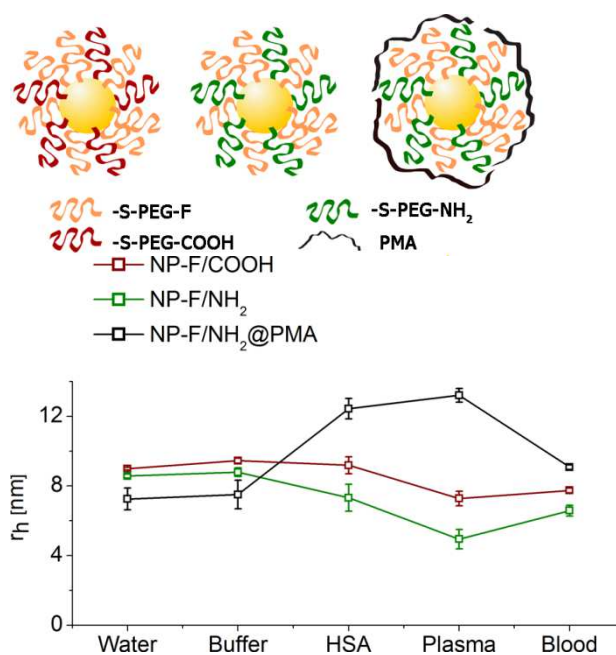 -S-PEG-F -S-PEG-NH₂
-S-PEG-COOH PMA
NP-F/COOH
NP-F/NH₂
NP-F/NH₂@PMA
12
8
4
0
rₕ [nm]
Water Buffer HSA Plasma Blood